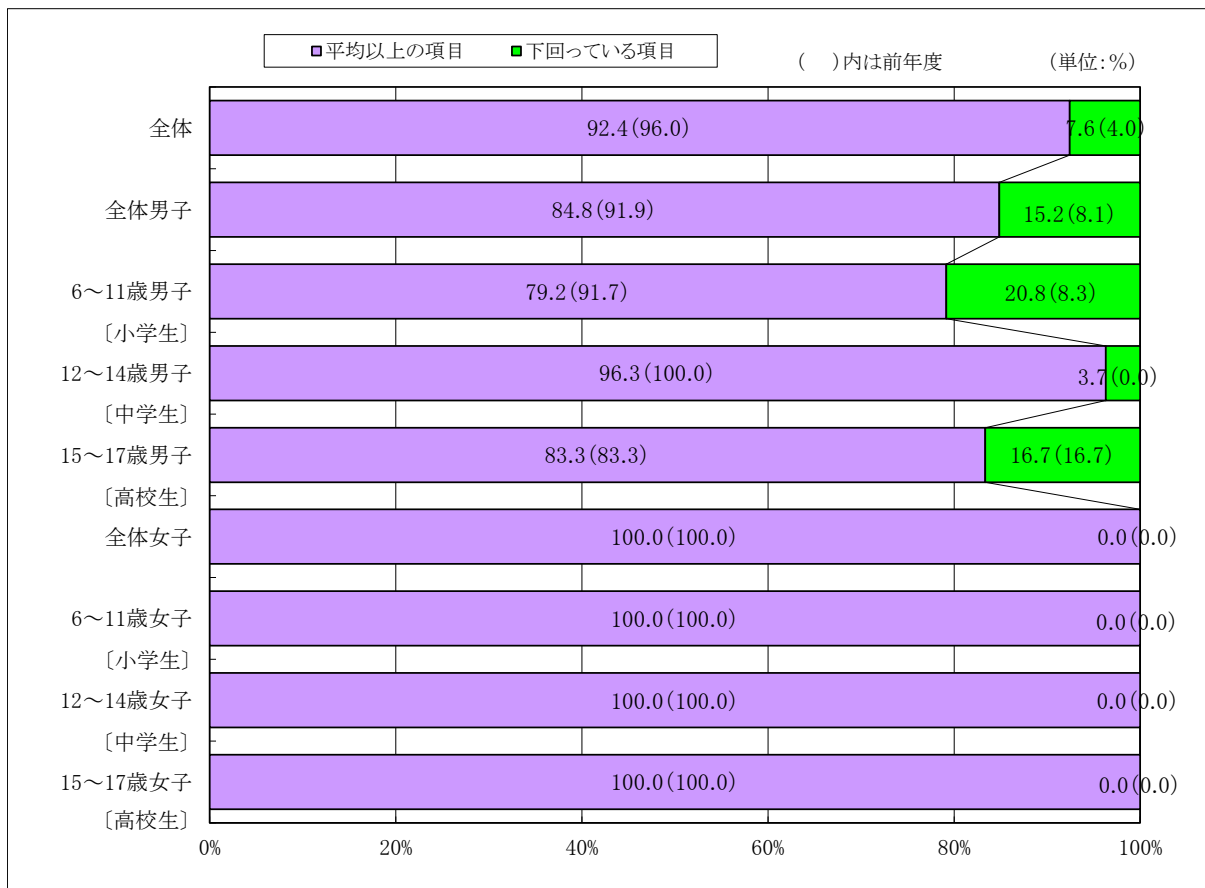 平均以上の項目 下回っている項目 ( )内は前年度 (単位:%)
全体 92.4(96.0) 7.6(4.0)
全体男子 84.8(91.9) 15.2(8.1)
6～11歳男子 79.2(91.7) 20.8(8.3)
〔小学生〕
12～14歳男子 96.3(100.0) 3.7(0.0)
〔中学生〕
15～17歳男子 83.3(83.3) 16.7(16.7)
〔高校生〕
全体女子 100.0(100.0) 0.0(0.0)
6～11歳女子 100.0(100.0) 0.0(0.0)
〔小学生〕
12～14歳女子 100.0(100.0) 0.0(0.0)
〔中学生〕
15～17歳女子 100.0(100.0) 0.0(0.0)
〔高校生〕
0% 20% 40% 60% 80% 100%